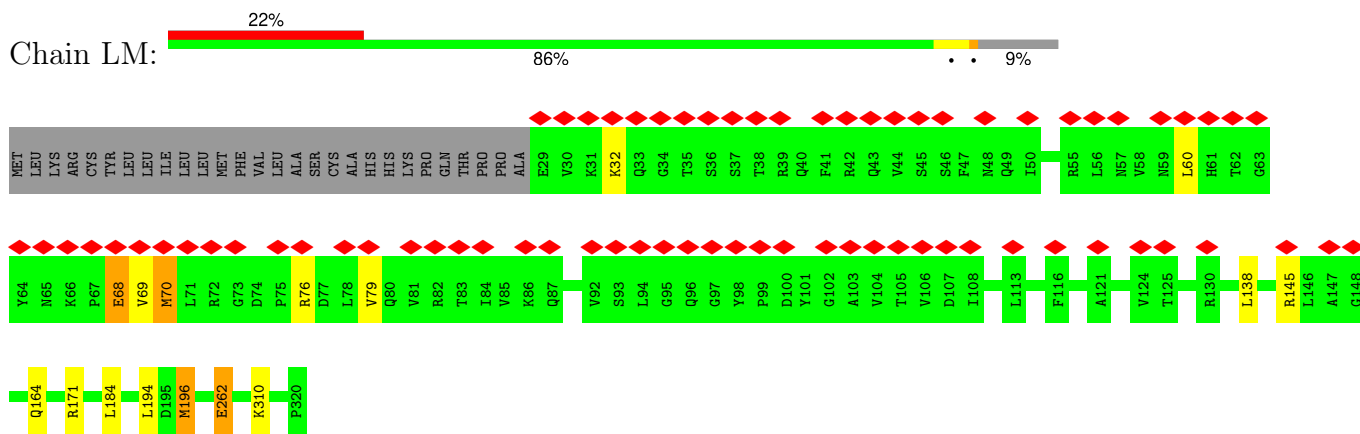 22%
Chain LM:
86% • • 9%
MET LEU LYS ARG CYS TYR LEU LEU ILE LEU LEU MET PHE VAL LEU ALA SER CYS ALA HIS HIS LYS PRO GLN THR PRO PRO ALA E29 V30 K31 K32 Q33 G34 T35 S36 S37 T38 R39 Q40 F41 R42 Q43 V44 S45 S46 F47 N48 Q49 I50 R55 L56 N57 V58 N59 L60 H61 T62 G63
Y64 N65 K66 P67 E68 V69 M70 L71 R72 G73 D74 P75 R76 D77 L78 V79 Q80 V81 R82 T83 I84 V85 K86 Q87 V92 S93 L94 G95 Q96 G97 Y98 P99 D100 Y101 G102 A103 V104 T105 V106 D107 I108 L113 F116 A121 V124 T125 R130 L138 R145 L146 A147 G148
Q164 R171 L184 L194 D195 M196 E262 K310 P320